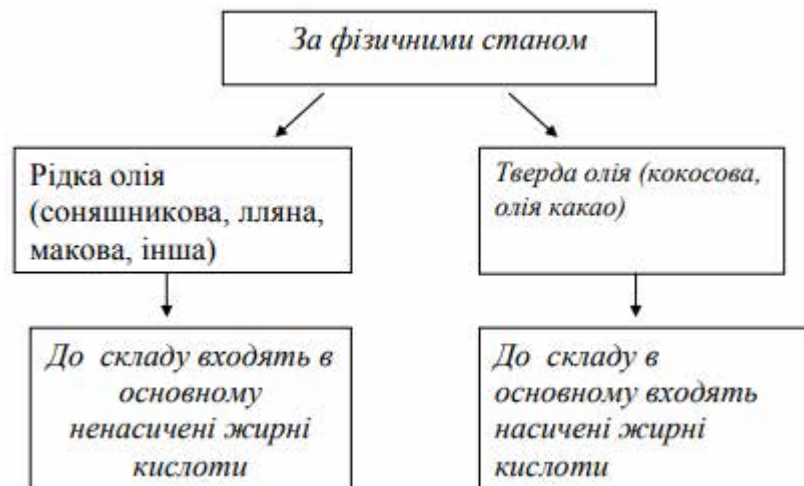 За фізичними станом
Рідка олія
(соняшникова, лляна,
макова, інша)
Тверда олія (кокосова,
олія какао)
До складу входять в
основному
ненасичені жирні
кислоти
До складу в
основному входять
насичені жирні
кислоти